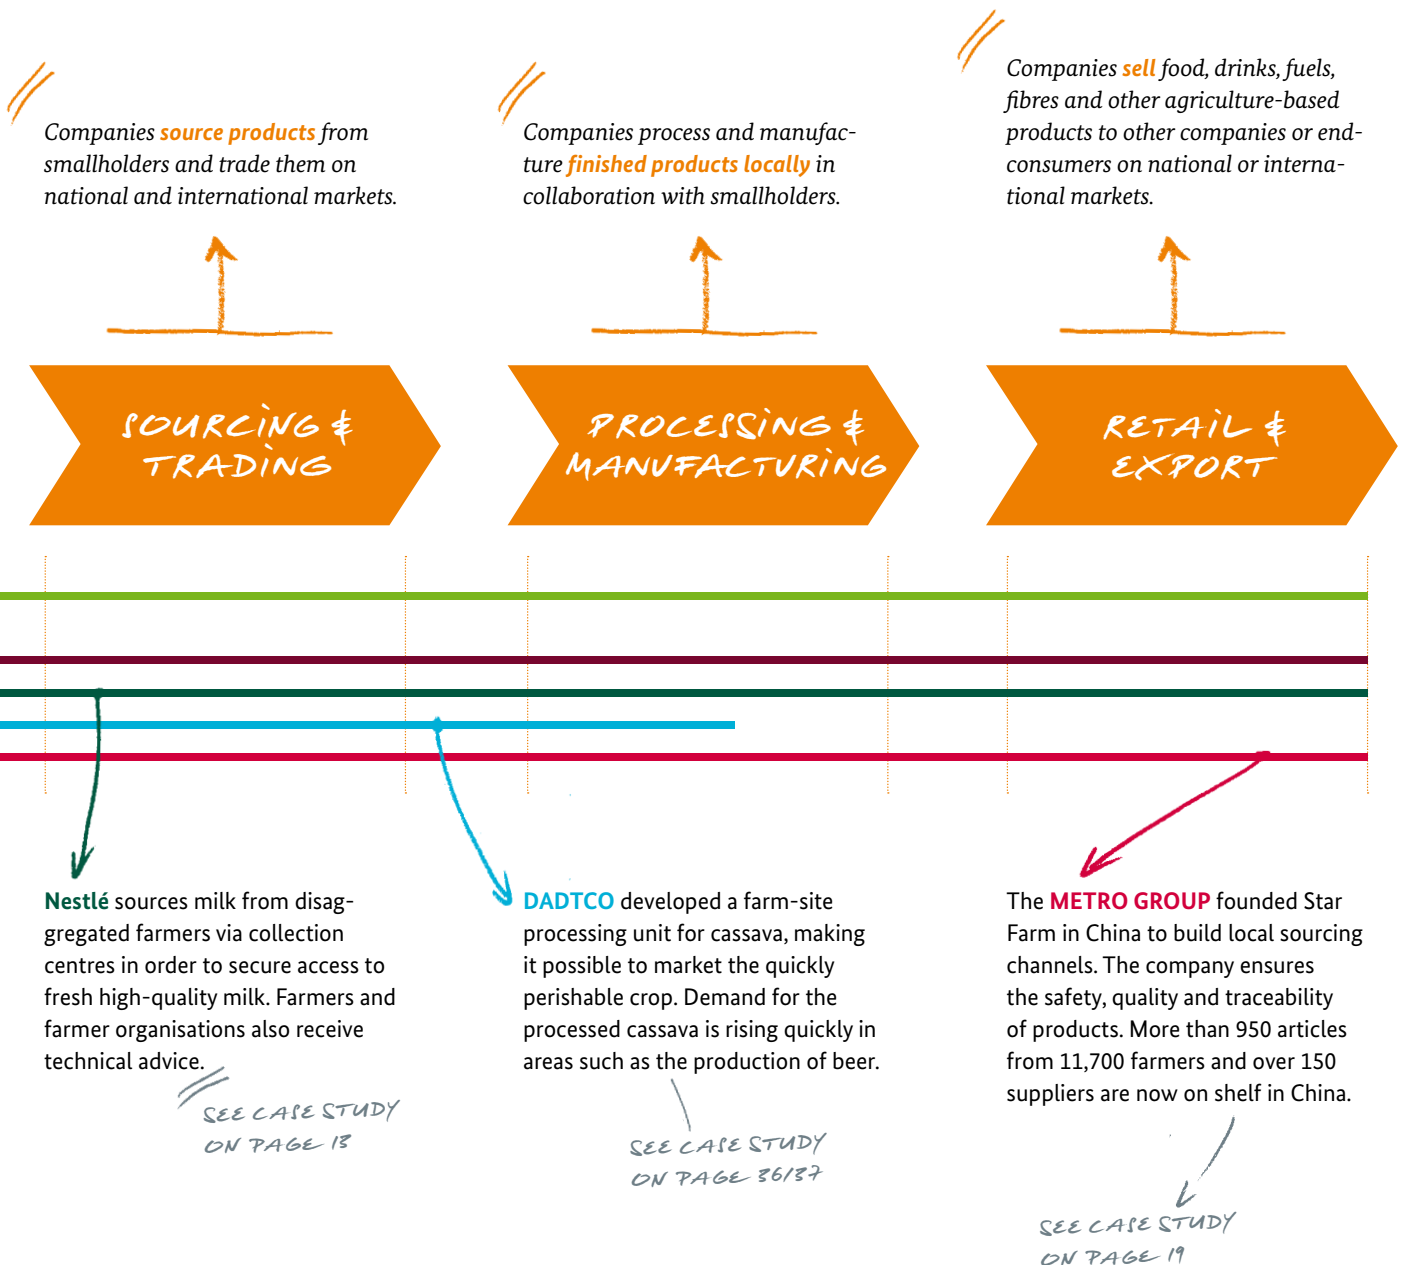 Companies source products from
smallholders and trade them on
national and international markets.
Companies process and manufac-
ture finished products locally in
collaboration with smallholders.
Companies sell food, drinks, fuels,
fibres and other agriculture-based
products to other companies or end-
consumers on national or interna-
tional markets.
SOURCING &
TRADING
PROCESSING &
MANUFACTURING
RETAIL &
EXPORT
Nestlé sources milk from disag-
gregated farmers via collection
centres in order to secure access to
fresh high-quality milk. Farmers and
farmer organisations also receive
technical advice.
SEE CASE STUDY
ON PAGE 13
DADTCO developed a farm-site
processing unit for cassava, making
it possible to market the quickly
perishable crop. Demand for the
processed cassava is rising quickly in
areas such as the production of beer.
SEE CASE STUDY
ON PAGE 36/37
The METRO GROUP founded Star
Farm in China to build local sourcing
channels. The company ensures
the safety, quality and traceability
of products. More than 950 articles
from 11,700 farmers and over 150
suppliers are now on shelf in China.
SEE CASE STUDY
ON PAGE 19